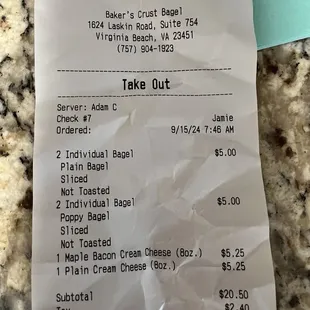 Baker's Crust Bagel
1624 Laskin Road, Suite 754
Virginia Beach, VA 23451
(757) 904-1923
Take Out
Server: Adam C
Check #7 Jamie
Ordered: 9/15/24 7:46 AM
2 Individual Bagel $5.00
Plain Bagel
Sliced
Not Toasted
2 Individual Bagel $5.00
Poppy Bagel
Sliced
Not Toasted
1 Maple Bacon Cream Cheese (8oz.) $5.25
1 Plain Cream Cheese (8oz.) $5.25
Subtotal $20.50
Tax $2.40